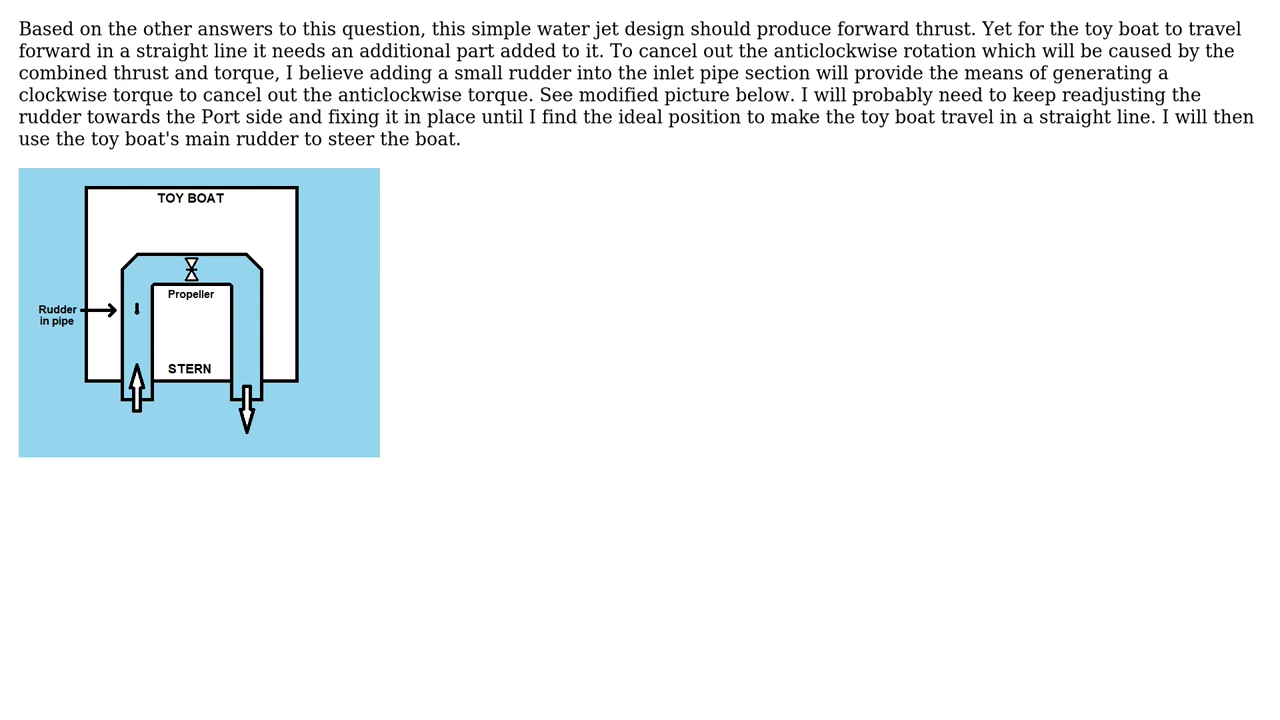 Based on the other answers to this question, this simple water jet design should produce forward thrust. Yet for the toy boat to travel
forward in a straight line it needs an additional part added to it. To cancel out the anticlockwise rotation which will be caused by the
combined thrust and torque, I believe adding a small rudder into the inlet pipe section will provide the means of generating a
clockwise torque to cancel out the anticlockwise torque. See modified picture below. I will probably need to keep readjusting the
rudder towards the Port side and fixing it in place until I find the ideal position to make the toy boat travel in a straight line. I will then
use the toy boat's main rudder to steer the boat.
TOY BOAT
Propeller
Rudder
in pipe
STERN